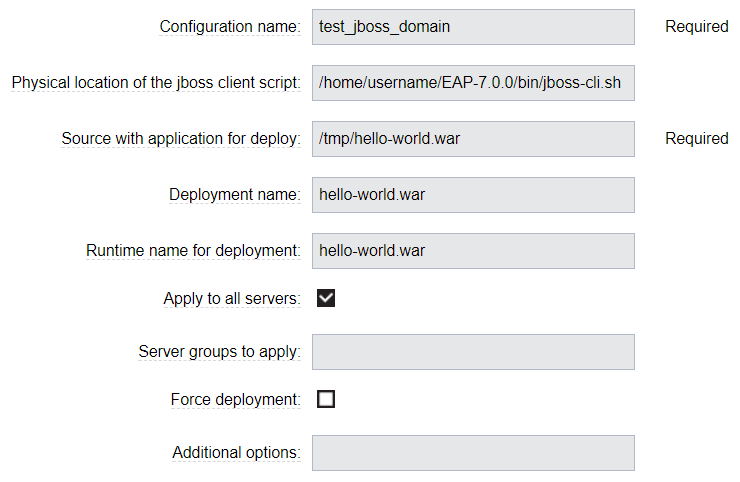 Configuration name: test_jboss_domain Required
Physical location of the jboss client script: /home/username/EAP-7.0.0/bin/jboss-cli.sh
Source with application for deploy: /tmp/hello-world.war Required
Deployment name: hello-world.war
Runtime name for deployment: hello-world.war
Apply to all servers:
Server groups to apply:
Force deployment:
Additional options: